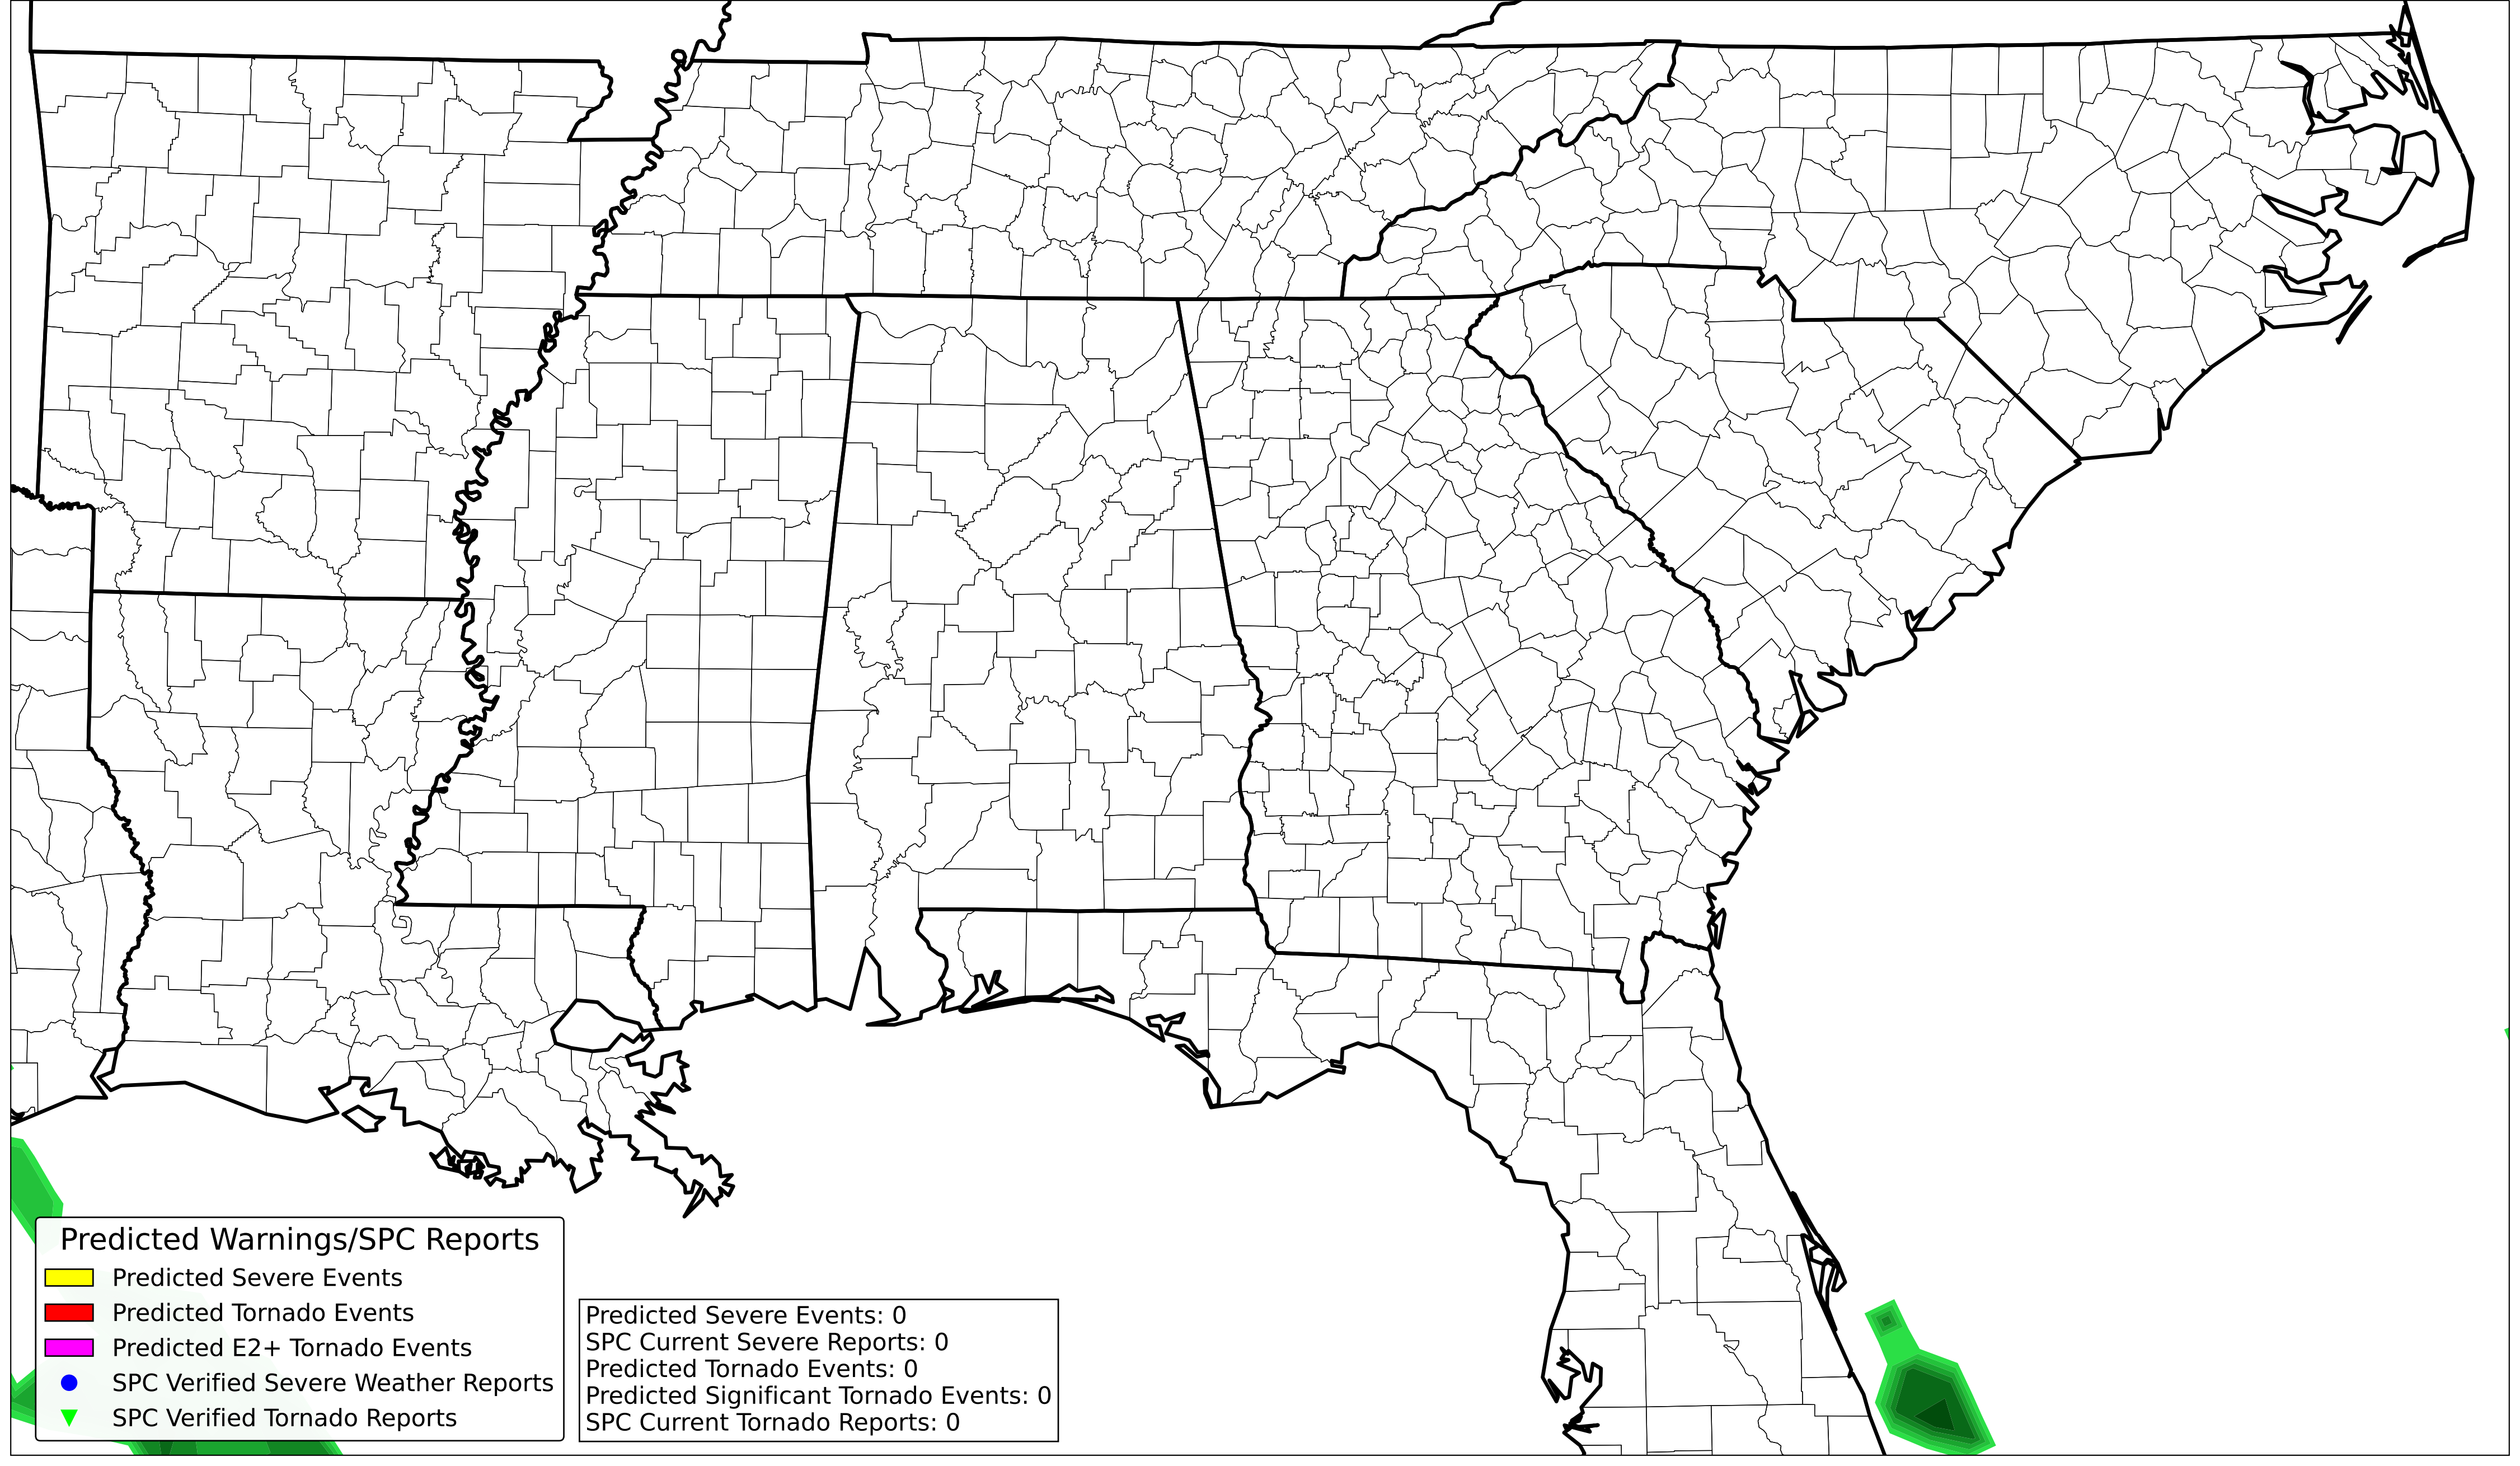 Predicted Warnings/SPC Reports
Predicted Severe Events
Predicted Tornado Events
Predicted E2+ Tornado Events
SPC Verified Severe Weather Reports
SPC Verified Tornado Reports
Predicted Severe Events: 0
SPC Current Severe Reports: 0
Predicted Tornado Events: 0
Predicted Significant Tornado Events: 0
SPC Current Tornado Reports: 0